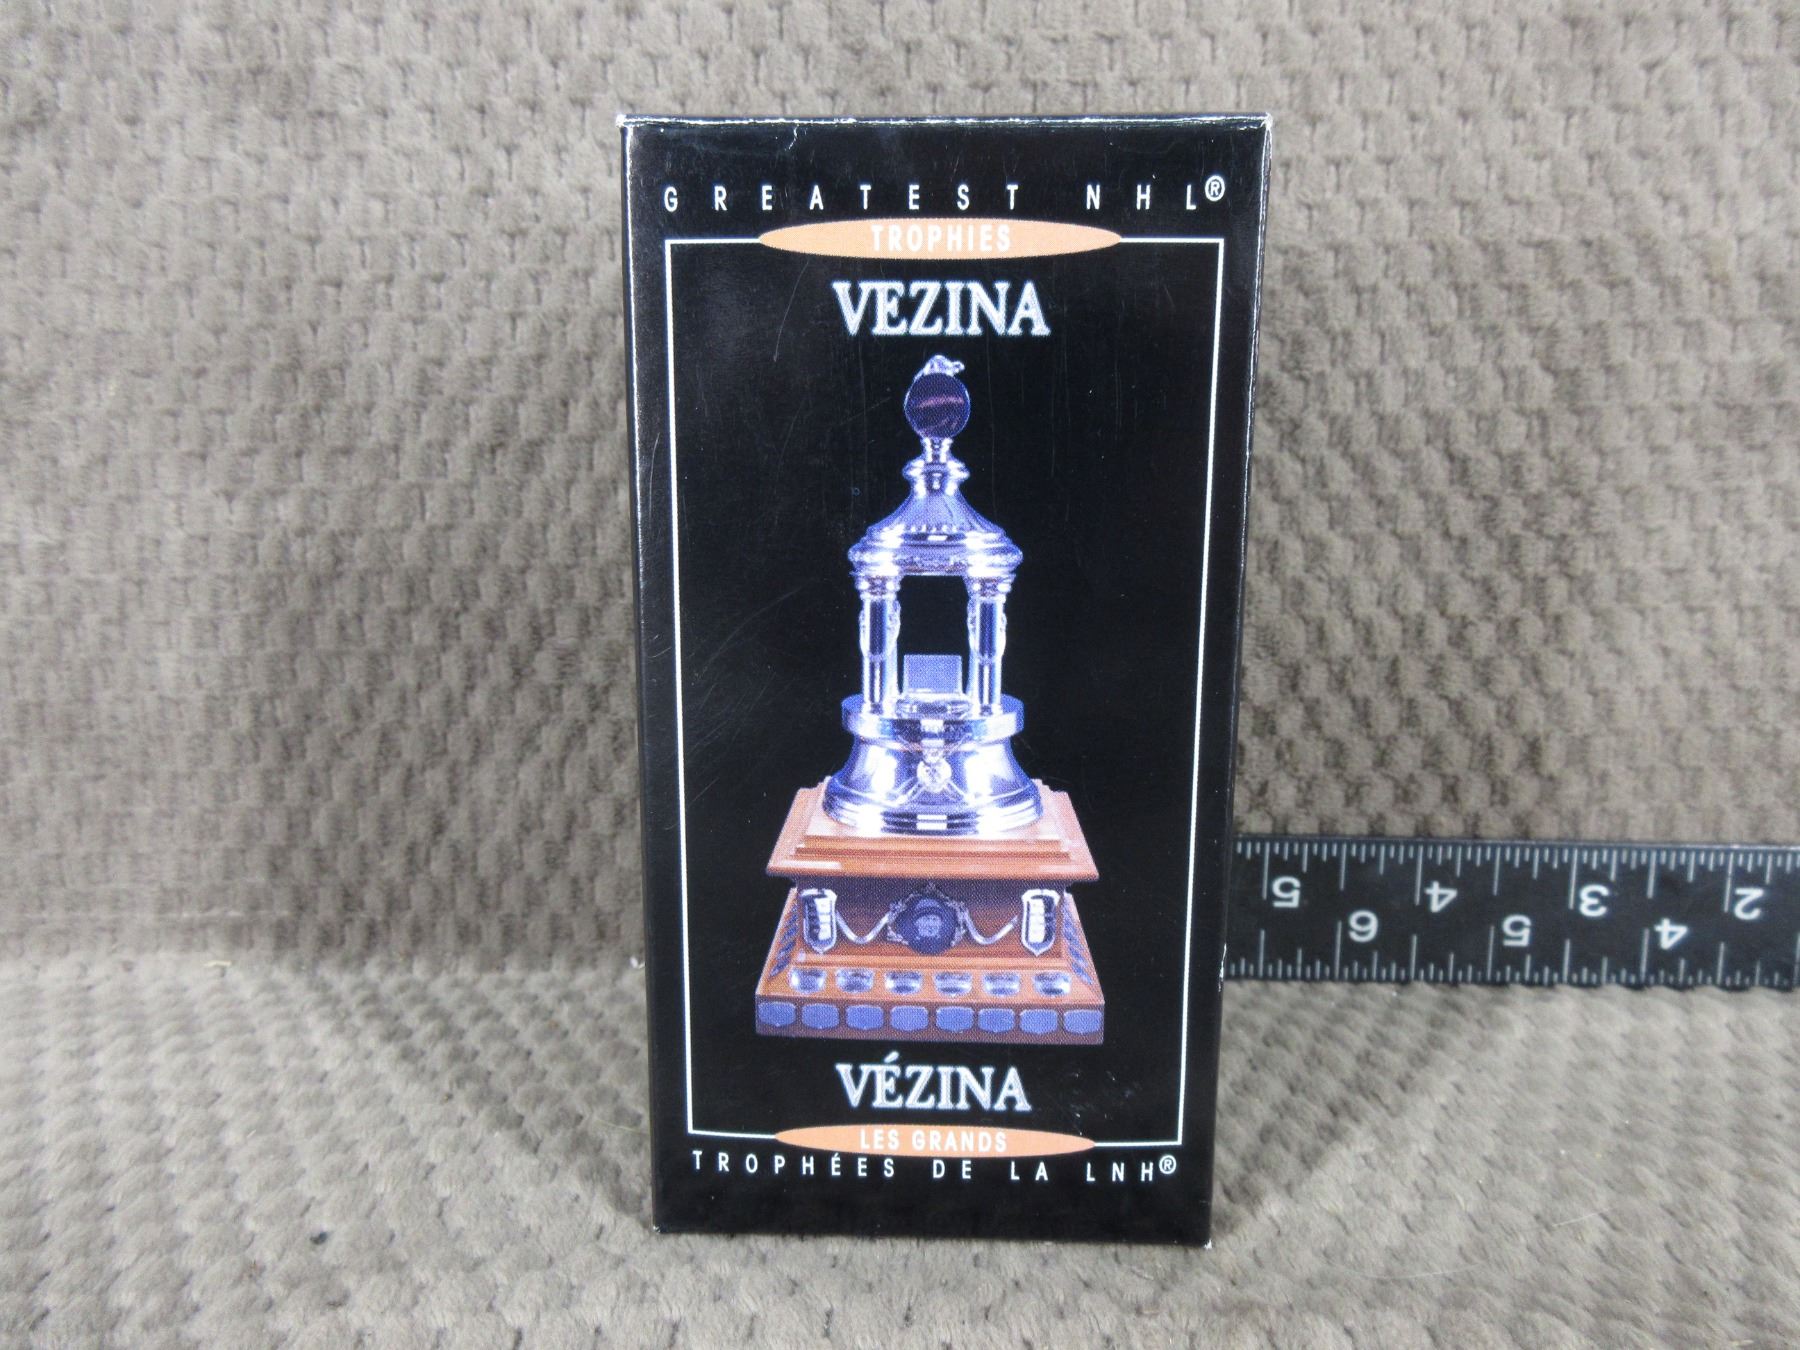 GREATEST NHL®
TROPHIES
VEZINA
VÉZINA
LES GRANDS
TROPHÉES DE LA LNH®
5 4 3 2
6 5 4